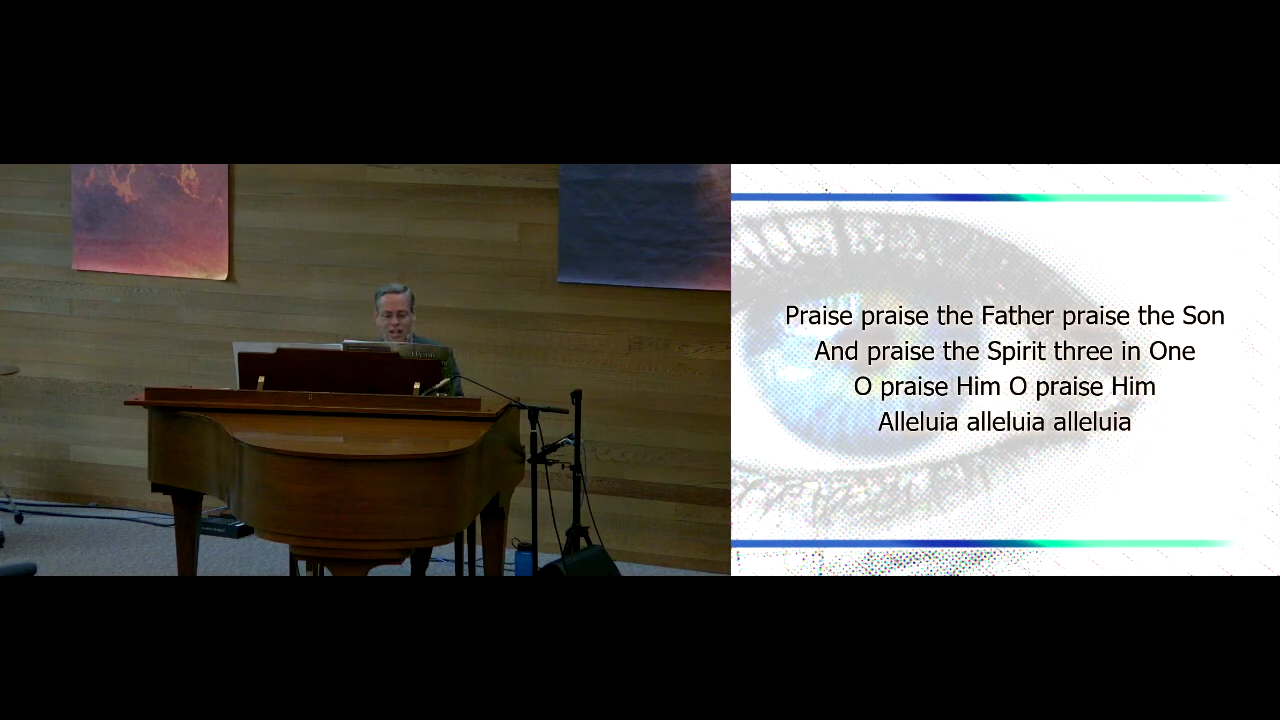 Hymn
Praise praise the Father praise the Son
And praise the Spirit three in One
O praise Him O praise Him
Alleluia alleluia alleluia